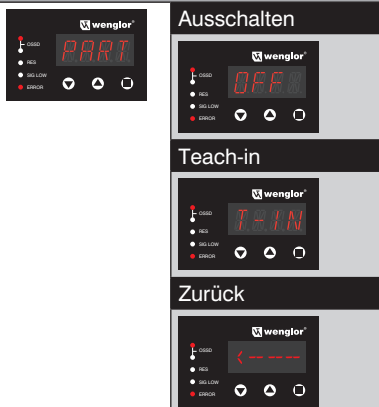 wenglor®
PART
OSSD
RES
SIG LOW
ERROR
Ausschalten
wenglor®
OFF
OSSD
RES
SIG LOW
ERROR
Teach-in
wenglor®
T-IN
OSSD
RES
SIG LOW
ERROR
Zurück
wenglor®
<----
OSSD
RES
SIG LOW
ERROR